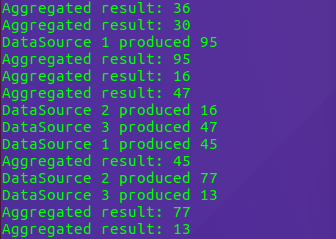 Aggregated result: 36
Aggregated result: 30
DataSource 1 produced 95
Aggregated result: 95
Aggregated result: 16
Aggregated result: 47
DataSource 2 produced 16
DataSource 3 produced 47
DataSource 1 produced 45
Aggregated result: 45
DataSource 2 produced 77
DataSource 3 produced 13
Aggregated result: 77
Aggregated result: 13